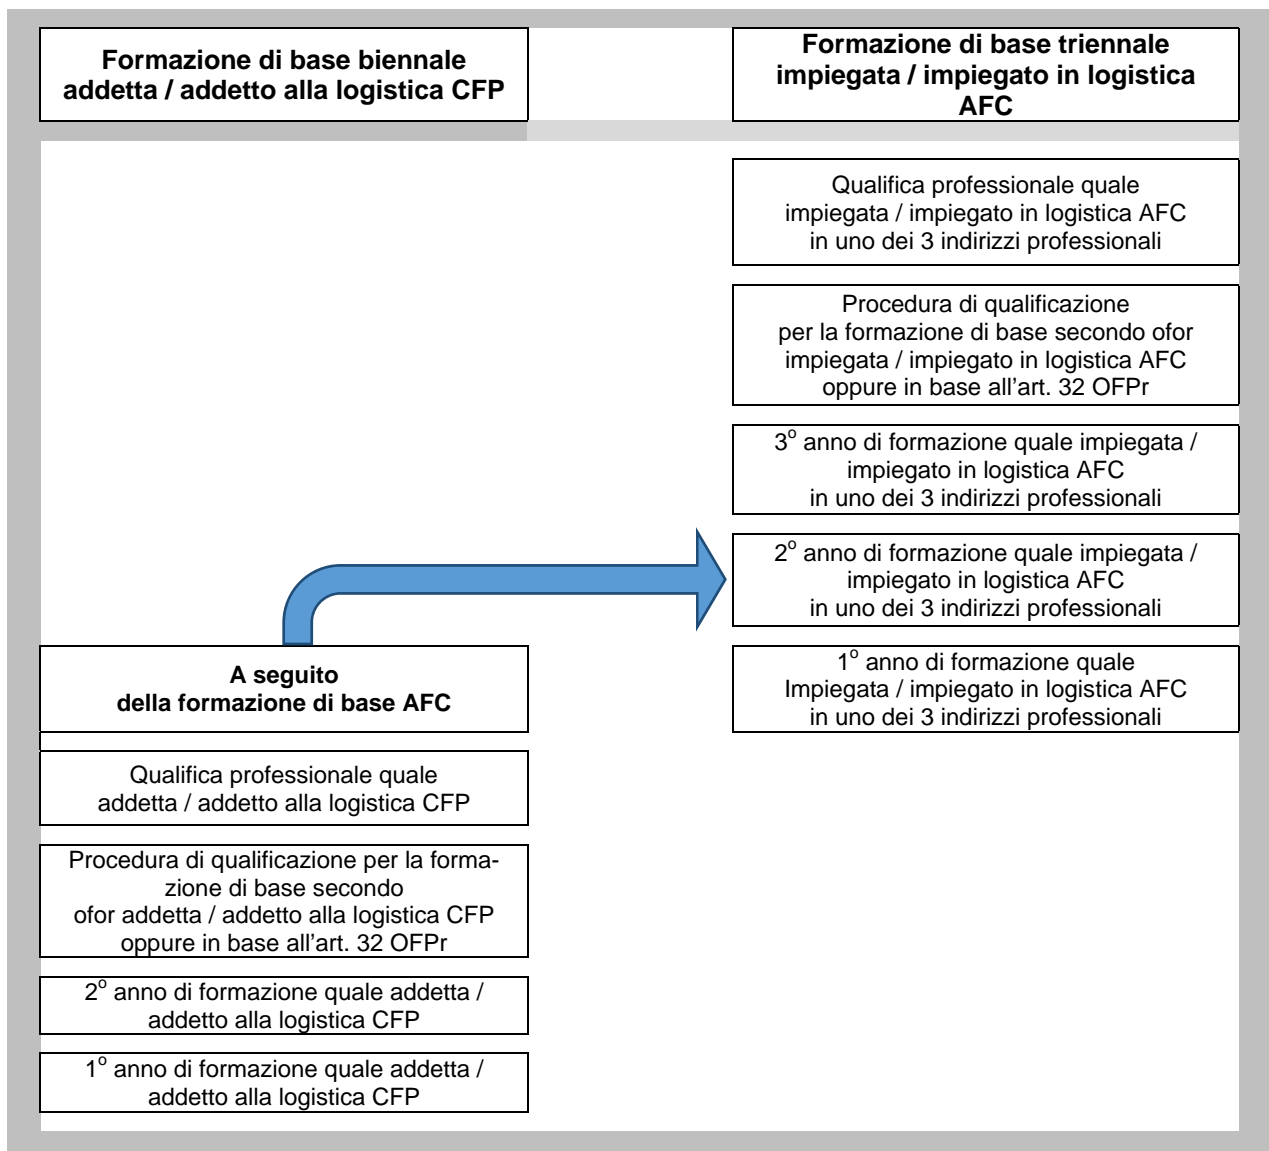 Formazione di base biennale
addetta / addetto alla logistica CFP
Formazione di base triennale
impiegata / impiegato in logistica
AFC
Qualifica professionale quale
impiegata / impiegato in logistica AFC
in uno dei 3 indirizzi professionali
Procedura di qualificazione
per la formazione di base secondo ofor
impiegata / impiegato in logistica AFC
oppure in base all’art. 32 OFPr
3º anno di formazione quale impiegata /
impiegato in logistica AFC
in uno dei 3 indirizzi professionali
2º anno di formazione quale impiegata /
impiegato in logistica AFC
in uno dei 3 indirizzi professionali
1º anno di formazione quale
Impiegata / impiegato in logistica AFC
in uno dei 3 indirizzi professionali
A seguito
della formazione di base AFC
Qualifica professionale quale
addetta / addetto alla logistica CFP
Procedura di qualificazione per la forma-
zione di base secondo
ofor addetta / addetto alla logistica CFP
oppure in base all’art. 32 OFPr
2º anno di formazione quale addetta /
addetto alla logistica CFP
1º anno di formazione quale addetta /
addetto alla logistica CFP